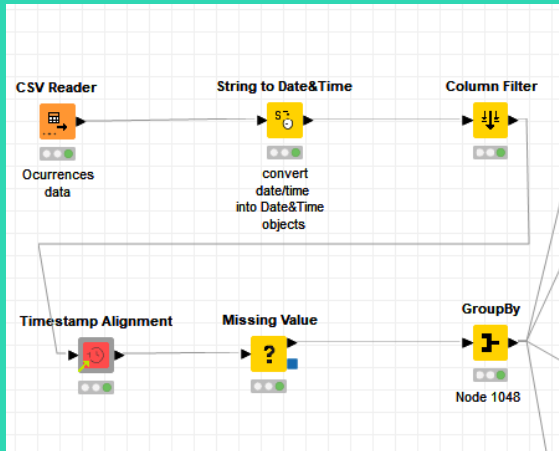 CSV Reader
String to Date&Time
Column Filter
S
Ocurrences
data
convert
date/time
into Date&Time
objects
Timestamp Alignment
Missing Value
GroupBy
?
Node 1048